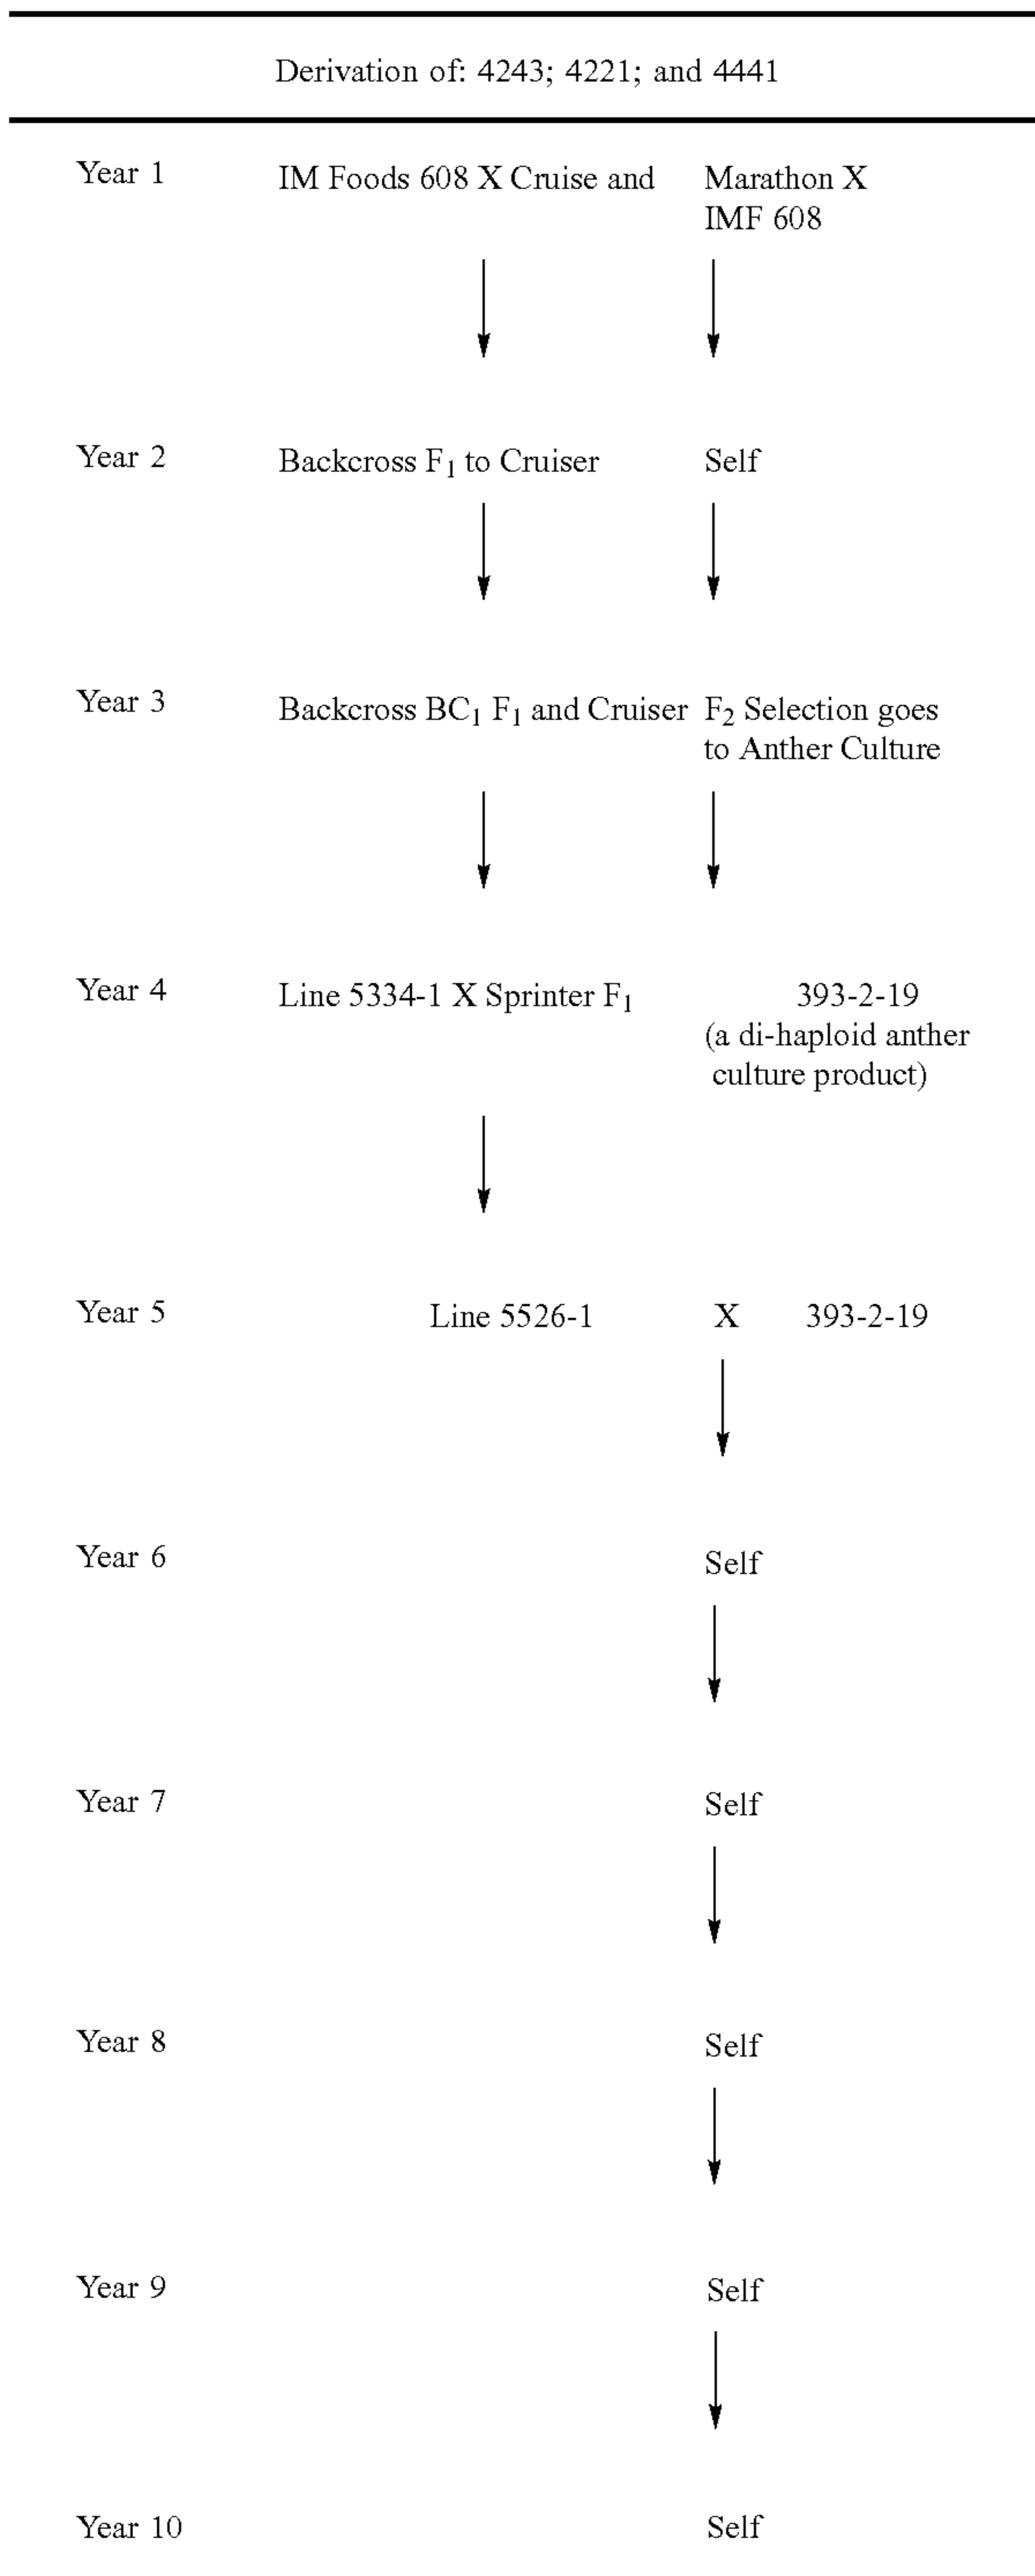 Derivation of: 4243; 4221; and 4441
Year 1 IM Foods 608 X Cruise and Marathon X
IMF 608
Year 2 Backcross F₁ to Cruiser Self
Year 3 Backcross BC₁ F₁ and Cruiser F₂ Selection goes
to Anther Culture
Year 4 Line 5334-1 X Sprinter F₁ 393-2-19
(a di-haploid anther
culture product)
Year 5 Line 5526-1 X 393-2-19
Year 6 Self
Year 7 Self
Year 8 Self
Year 9 Self
Year 10 Self